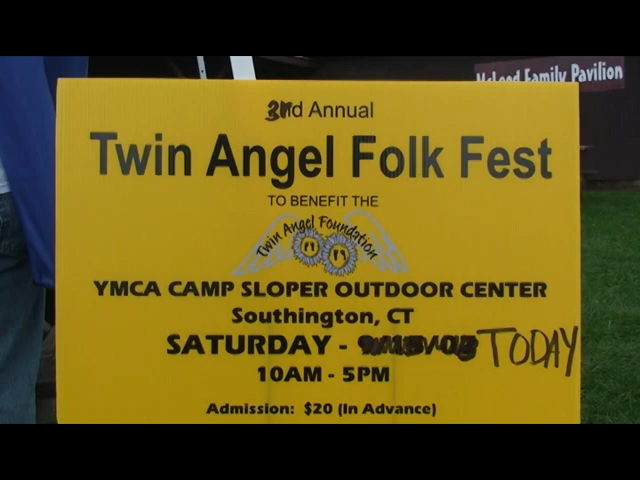 McLeod Family Pavilion
3rd Annual
Twin Angel Folk Fest
TO BENEFIT THE
Twin Angel Foundation
YMCA CAMP SLOPER OUTDOOR CENTER
Southington, CT
SATURDAY - TODAY
10AM - 5PM
Admission: $20 (In Advance)